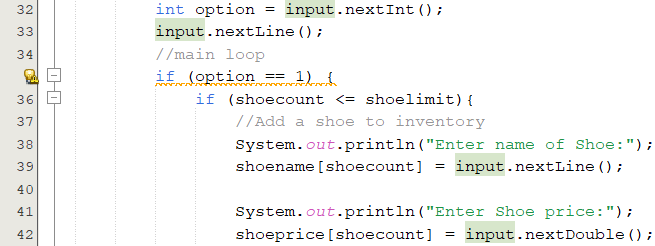 32 int option = input.nextInt();
33 input.nextLine();
34 //main loop
if (option == 1) {
36 if (shoecount <= shoelimit){
37 //Add a shoe to inventory
38 System.out.println("Enter name of Shoe:");
39 shoename[shoecount] = input.nextLine();
40
41 System.out.println("Enter Shoe price:");
42 shoeprice[shoecount] = input.nextDouble();